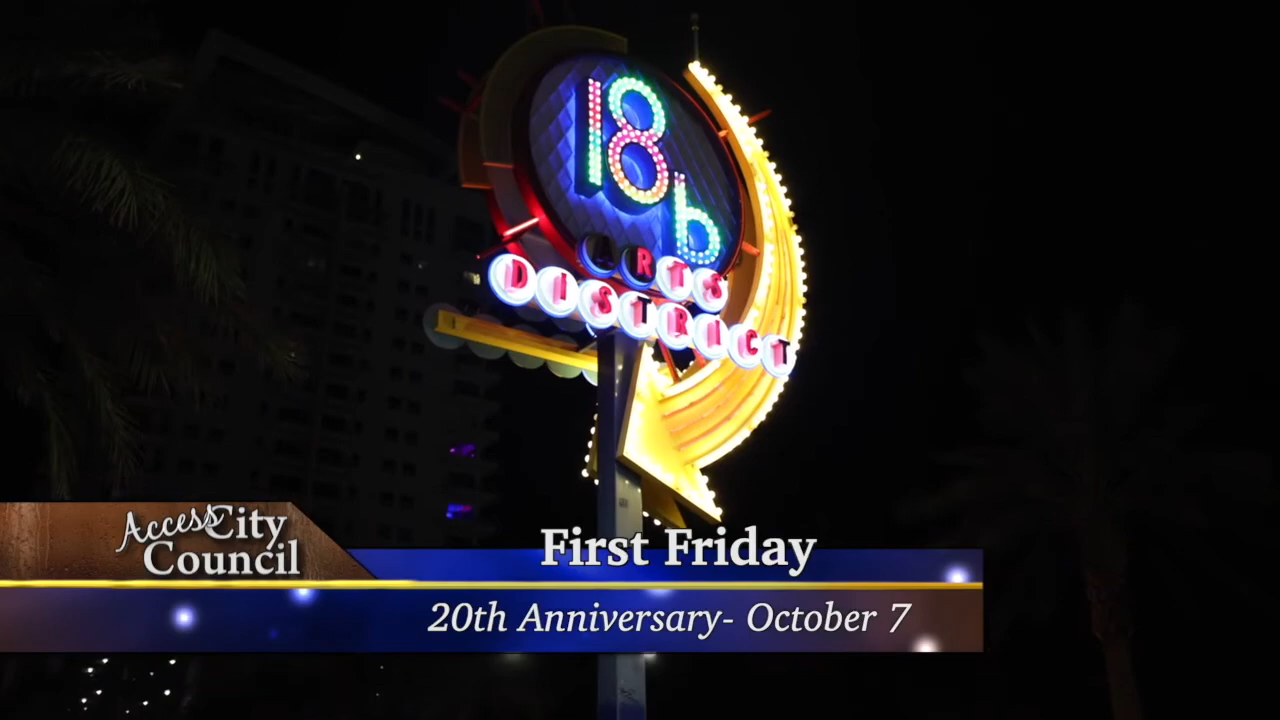 18b
ARTS
DISTRICT
Access City
Council
First Friday
20th Anniversary- October 7